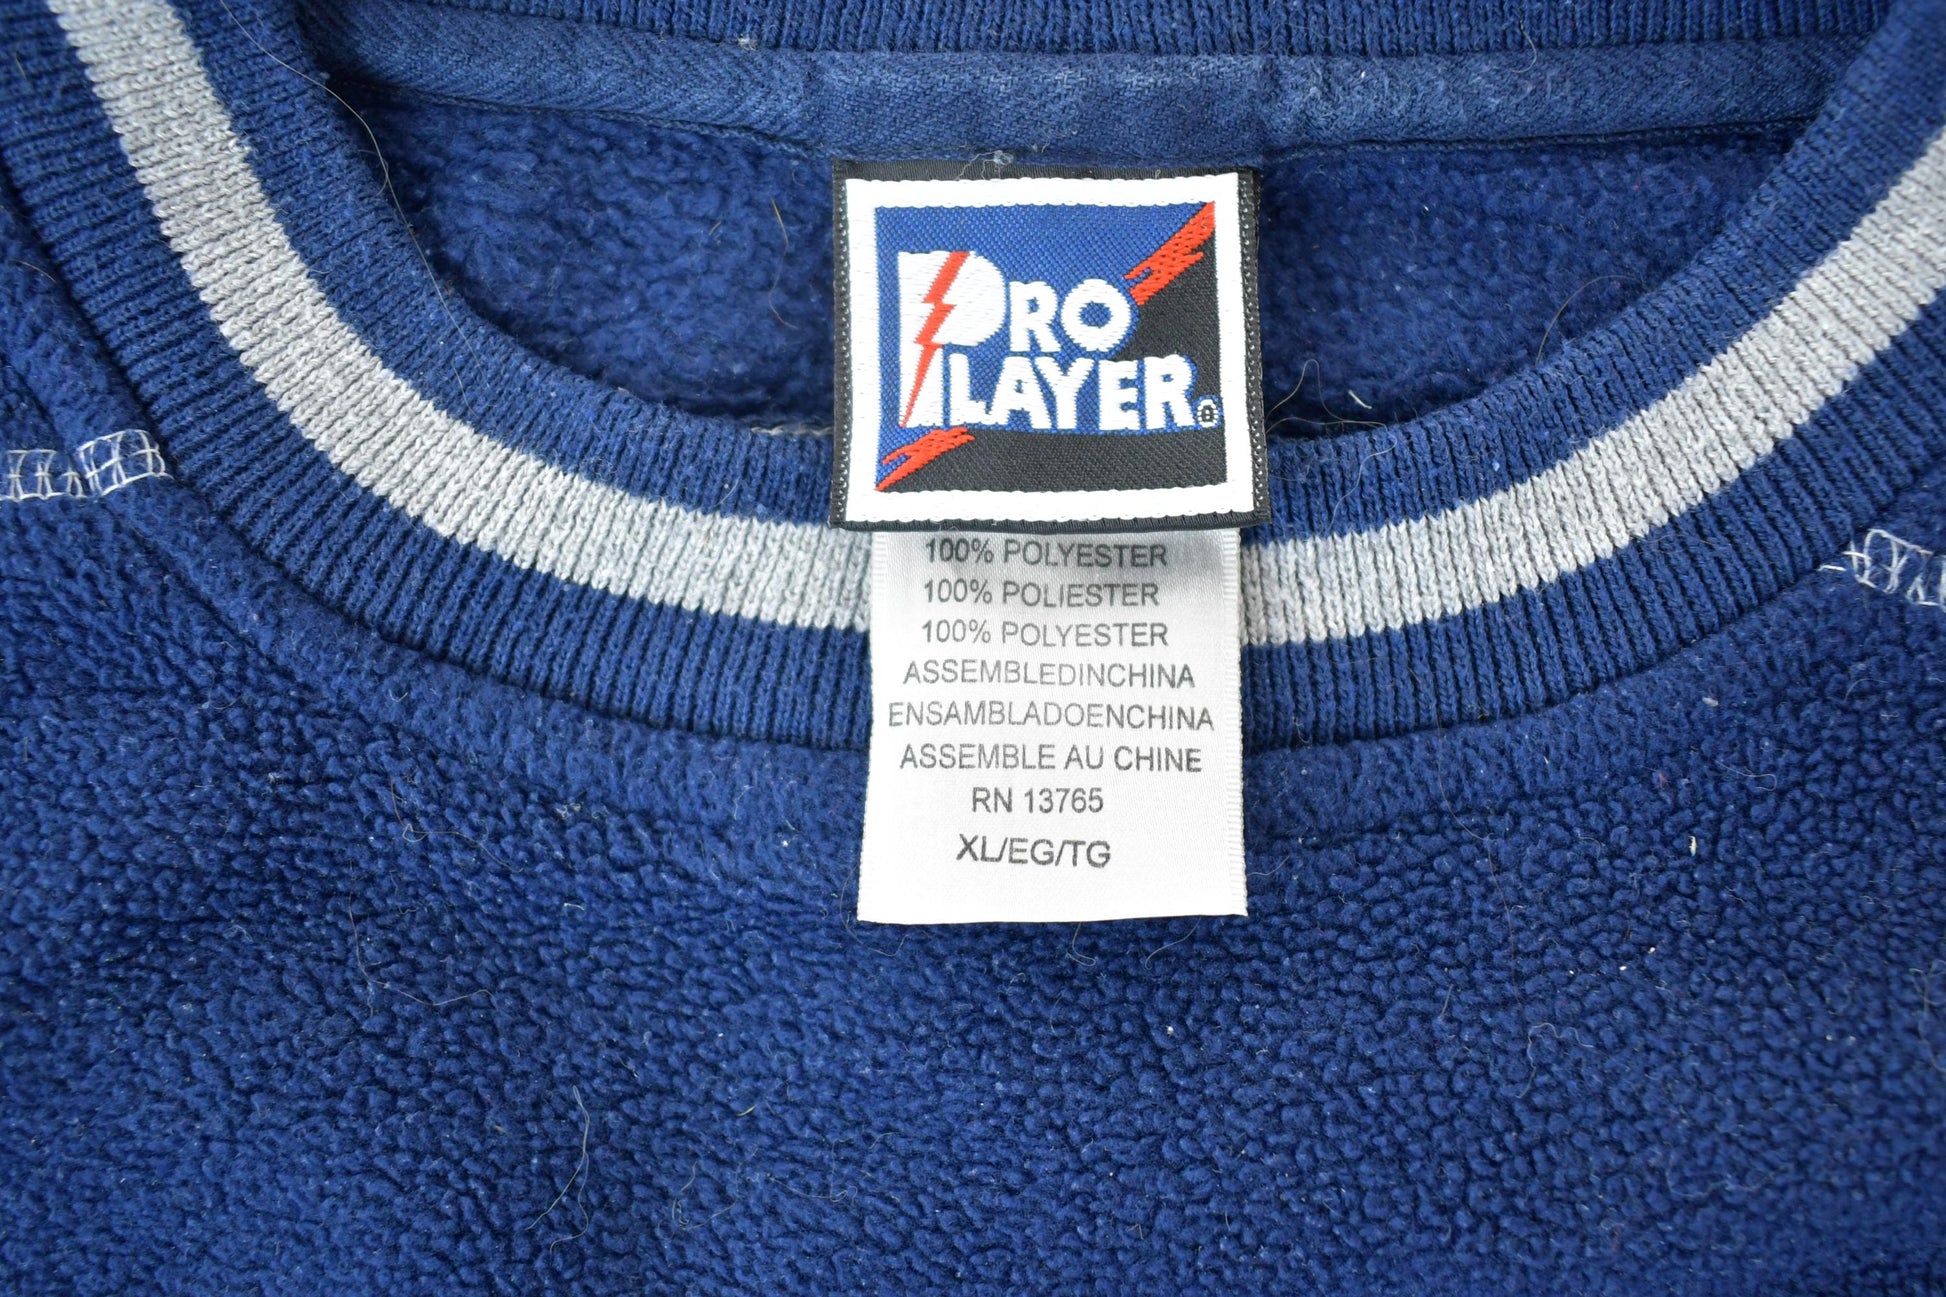 PRO
PLAYER®
100% POLYESTER
100% POLIESTER
100% POLYESTER
ASSEMBLEDINCHINA
ENSAMBLADOENCHINA
ASSEMBLE AU CHINE
RN 13765
XL/EG/TG